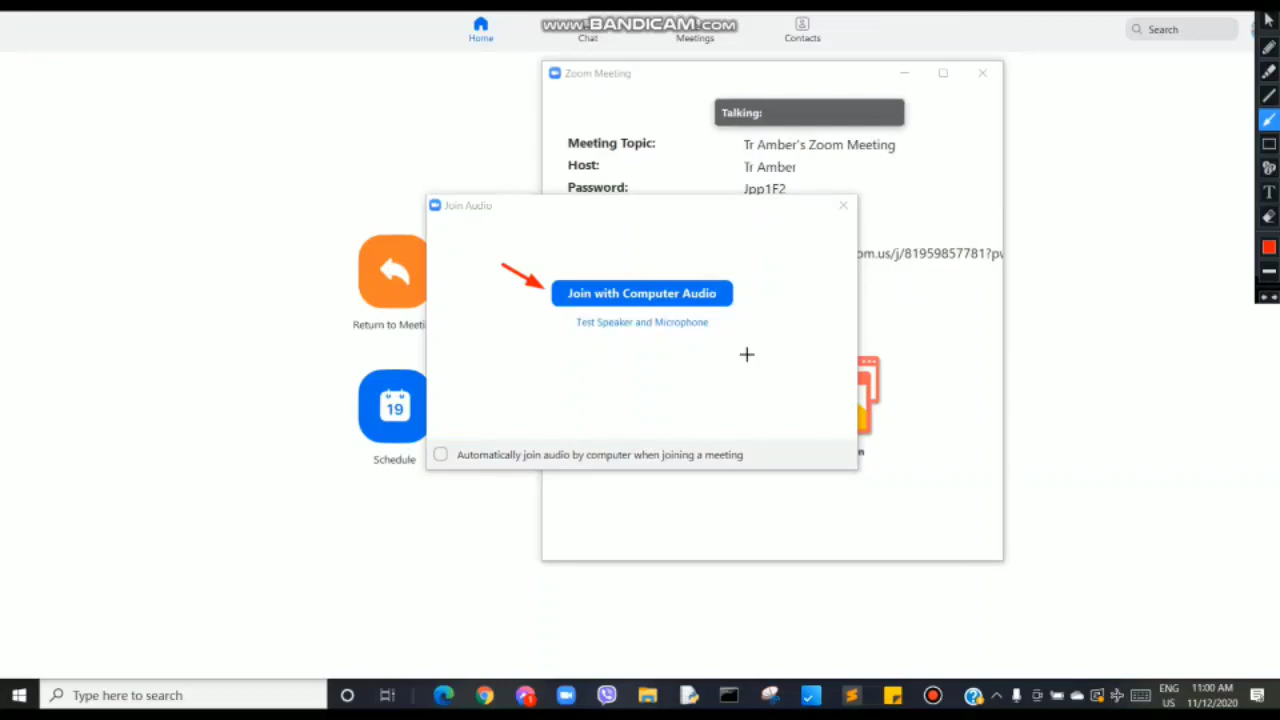 WWW.BANDICAM.COM
Home
Chat
Meetings
Contacts
Search
Zoom Meeting
Talking:
Meeting Topic: Tr Amber's Zoom Meeting
Host: Tr Amber
Password: Jpp1F2
Join Audio
om.us/j/81959857781?pw
Join with Computer Audio
Test Speaker and Microphone
Return to Meeti
19
Schedule
n
Automatically join audio by computer when joining a meeting
T
Type here to search
1
ENG
US
11:00 AM
11/12/2020